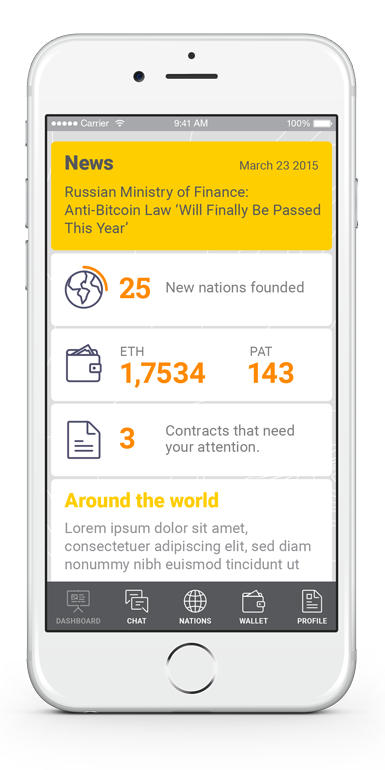 Carrier 9:41 AM 100%
News March 23 2015
Russian Ministry of Finance:
Anti-Bitcoin Law ‘Will Finally Be Passed
This Year’
25 New nations founded
ETH PAT
1,7534 143
3 Contracts that need
your attention.
Around the world
Lorem ipsum dolor sit amet,
consectetuer adipiscing elit, sed diam
nonummy nibh euismod tincidunt ut
DASHBOARD CHAT NATIONS WALLET PROFILE